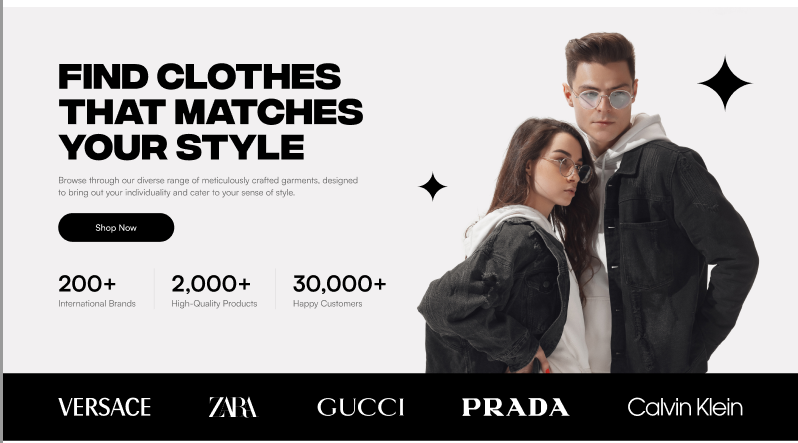 FIND CLOTHES
THAT MATCHES
YOUR STYLE
Browse through our diverse range of meticulously crafted garments, designed
to bring out your individuality and cater to your sense of style.
Shop Now
200+
International Brands
2,000+
High-Quality Products
30,000+
Happy Customers
VERSACE
ZARA
GUCCI
PRADA
Calvin Klein